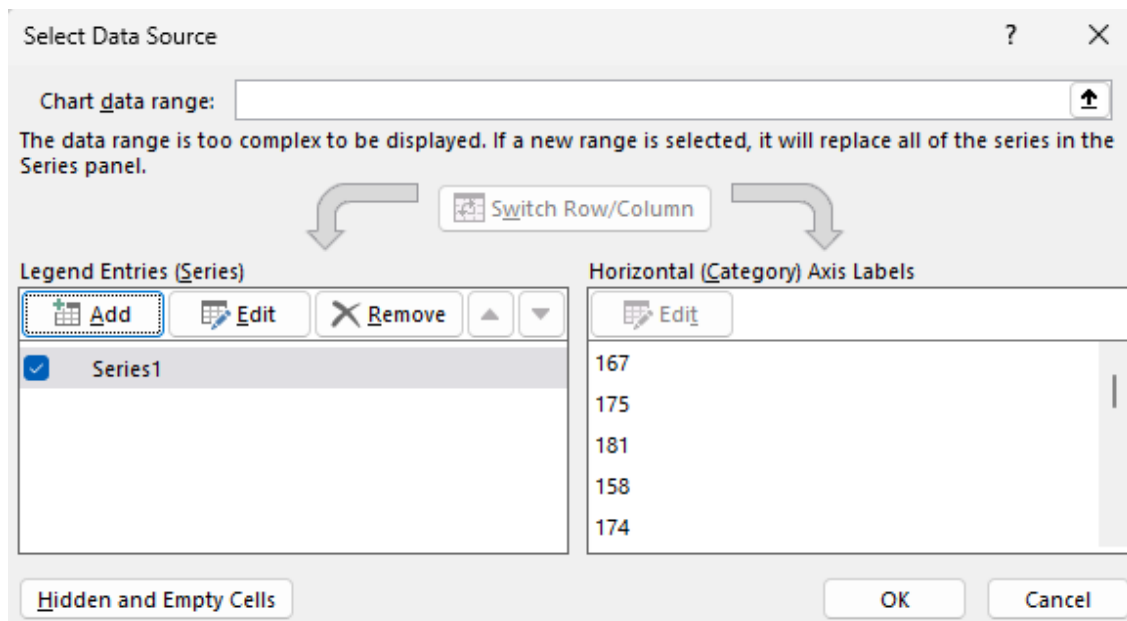 Select Data Source
?
Chart data range:
The data range is too complex to be displayed. If a new range is selected, it will replace all of the series in the
Series panel.
Switch Row/Column
Legend Entries (Series)
Horizontal (Category) Axis Labels
Add
Edit
Remove
Edit
Series1
167
175
181
158
174
Hidden and Empty Cells
OK
Cancel